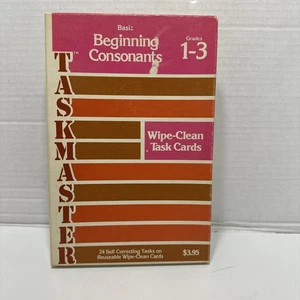 Basic
Beginning
Consonants
Grades
1-3
TASKMASTER™
Wipe-Clean
Task Cards
24 Self Correcting Tasks on
Reuseable Wipe-Clean Cards
$3.95